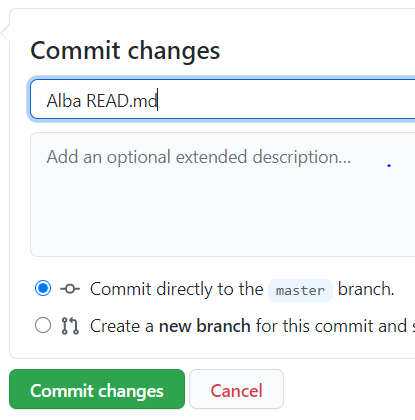 Commit changes
Alba READ.md
Add an optional extended description...
Commit directly to the master branch.
Create a new branch for this commit and
Commit changes
Cancel